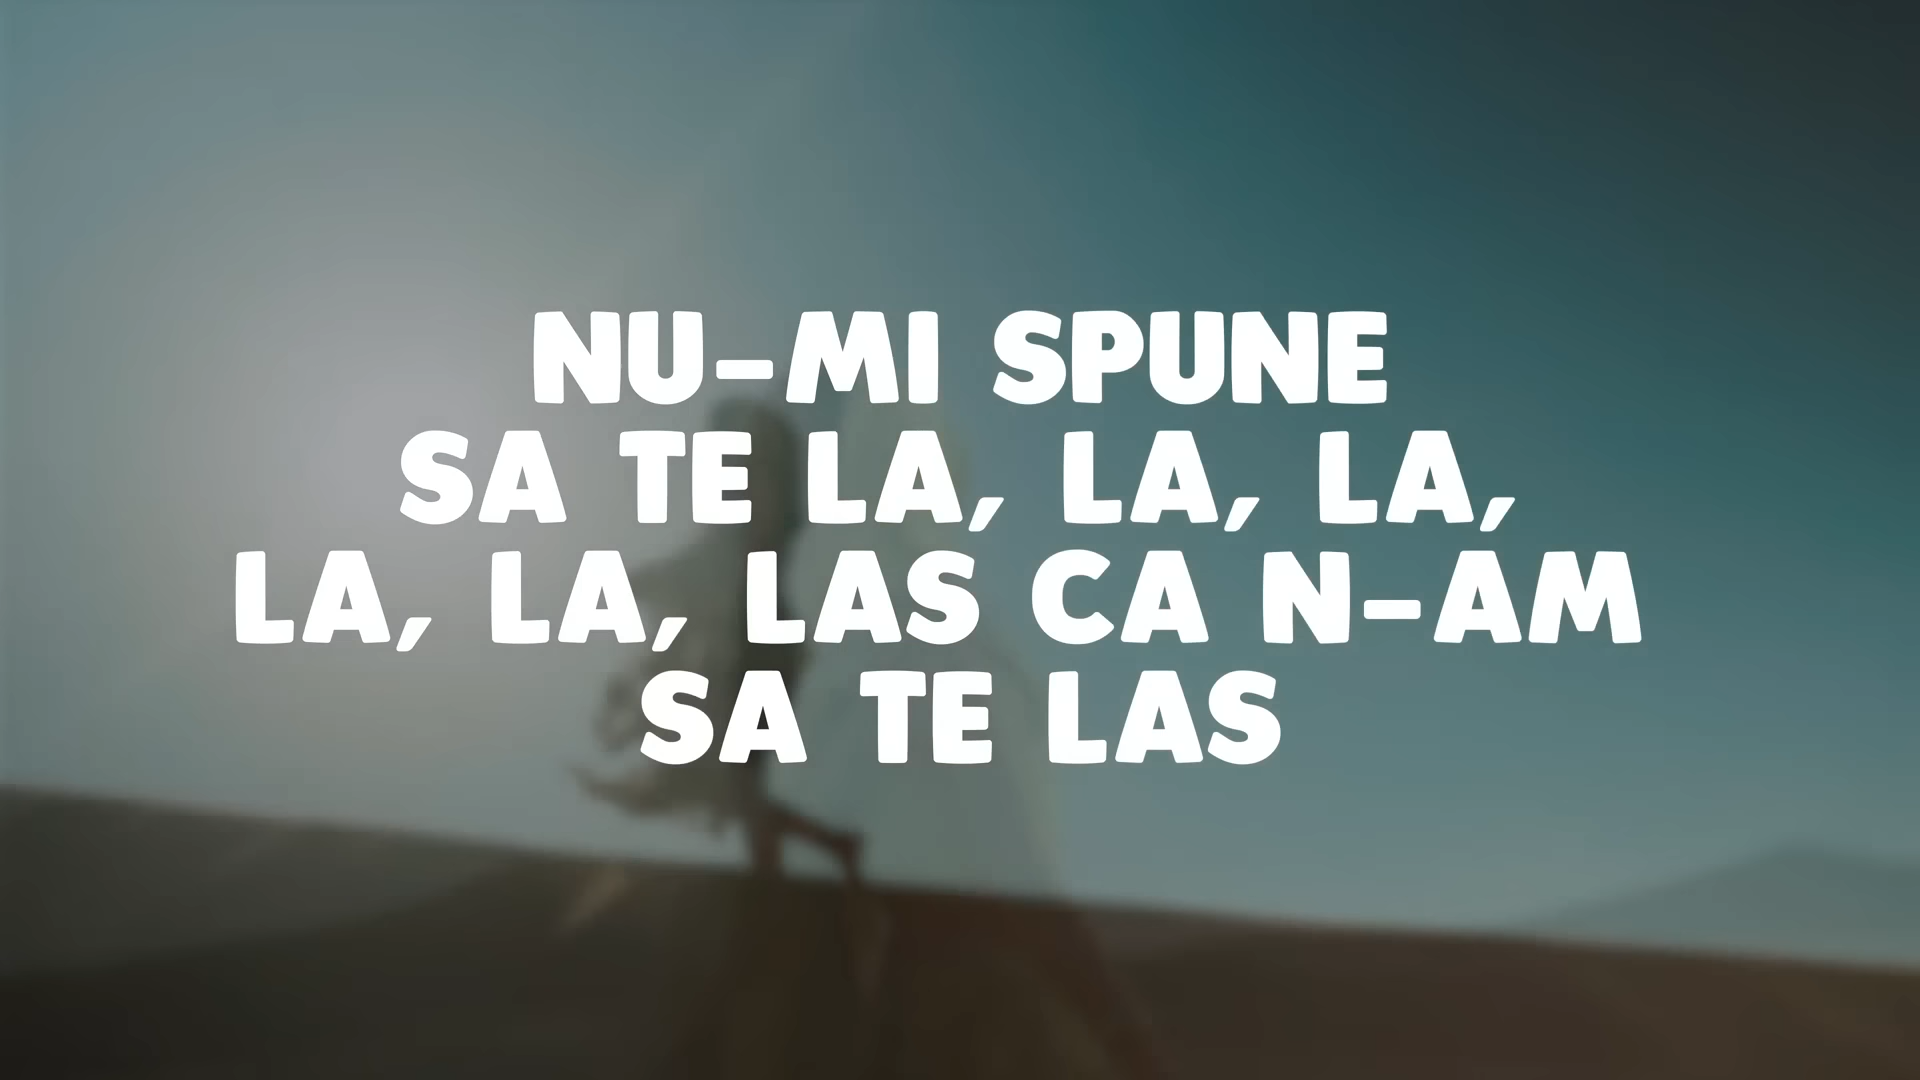 NU-MI SPUNE
SA TE LA, LA, LA,
LA, LA, LAS CA N-AM
SA TE LAS